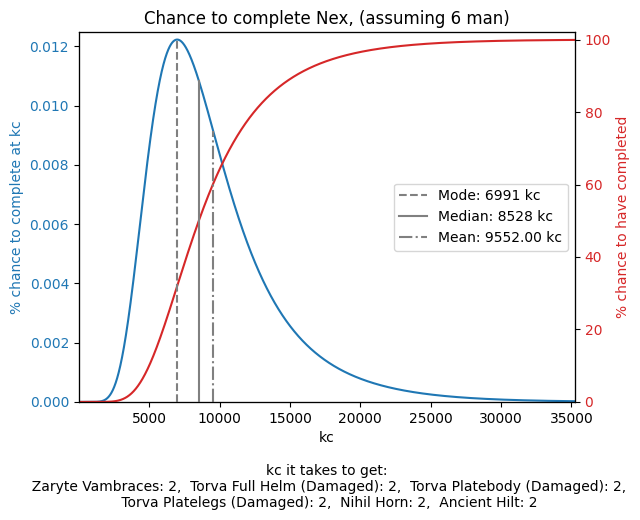 Chance to complete Nex, (assuming 6 man)
% chance to complete at kc
0.012
0.010
0.008
0.006
0.004
0.002
0.000
100
80
60
40
20
0
% chance to have completed
Mode: 6991 kc
Median: 8528 kc
Mean: 9552.00 kc
5000 10000 15000 20000 25000 30000 35000
kc
kc it takes to get:
Zaryte Vambraces: 2, Torva Full Helm (Damaged): 2, Torva Platebody (Damaged): 2,
Torva Platelegs (Damaged): 2, Nihil Horn: 2, Ancient Hilt: 2